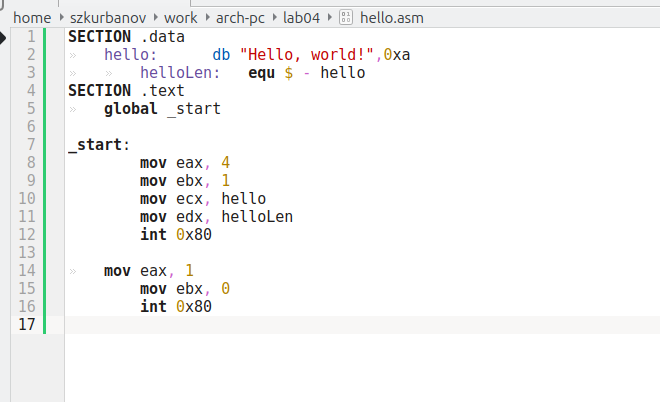 home › szkurbanov › work › arch-pc › lab04 › hello.asm
1 SECTION .data
2 » hello: db "Hello, world!",0xa
3 » » helloLen: equ $ - hello
4 SECTION .text
5 » global _start
6
7 _start:
8 mov eax, 4
9 mov ebx, 1
10 mov ecx, hello
11 mov edx, helloLen
12 int 0x80
13
14 » mov eax, 1
15 mov ebx, 0
16 int 0x80
17